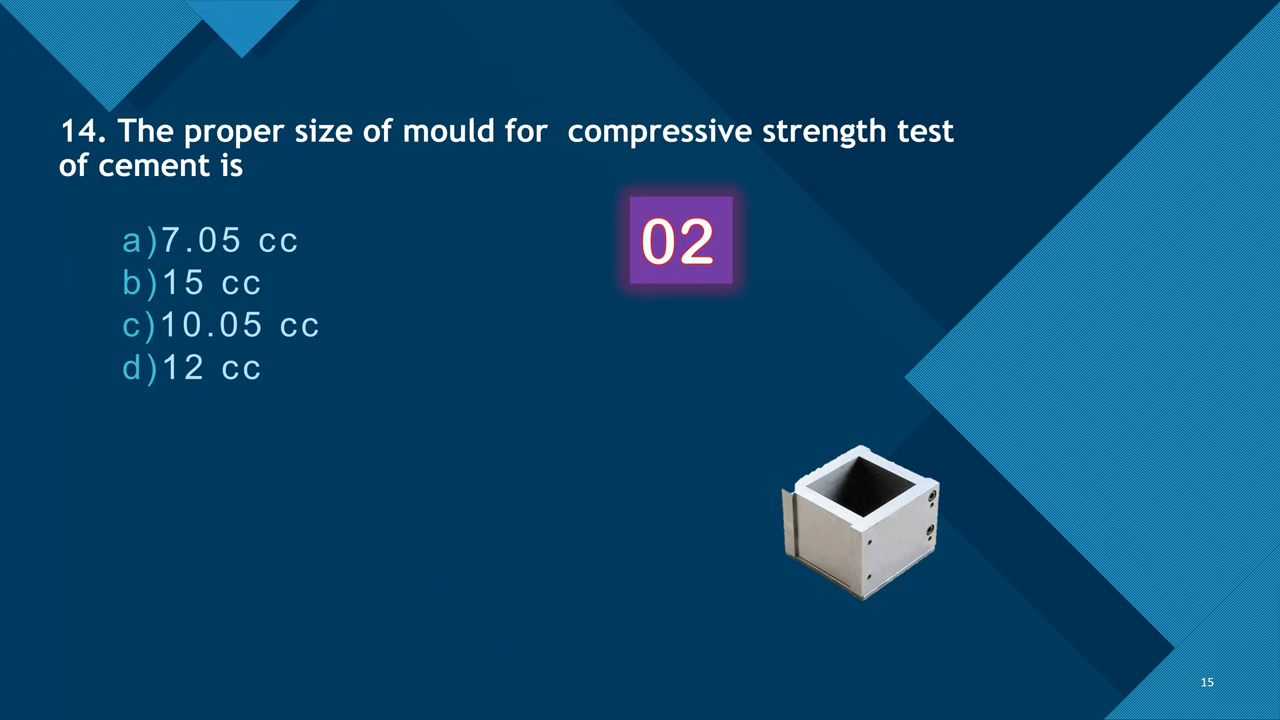 14. The proper size of mould for compressive strength test
of cement is
02
a)7.05 cc
b)15 cc
c)10.05 cc
d)12 cc
15